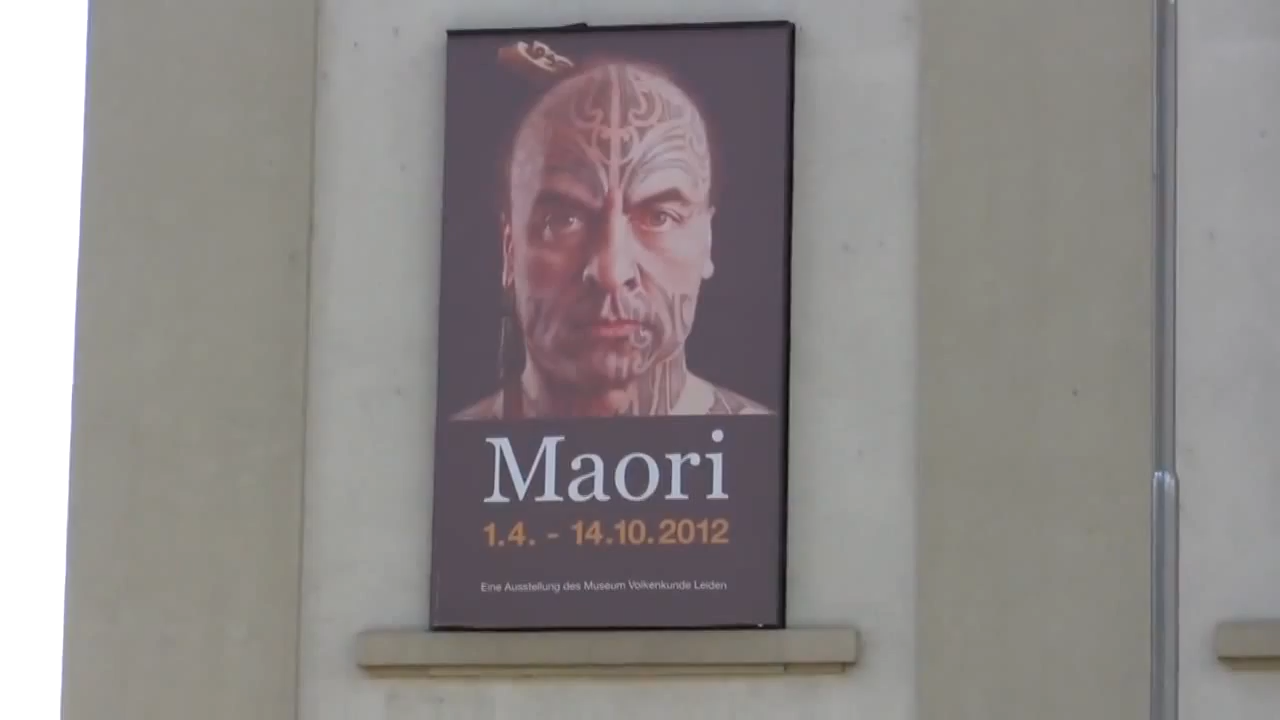 Maori
1.4. - 14.10.2012
Eine Ausstellung des Museum Volkenkunde Leiden